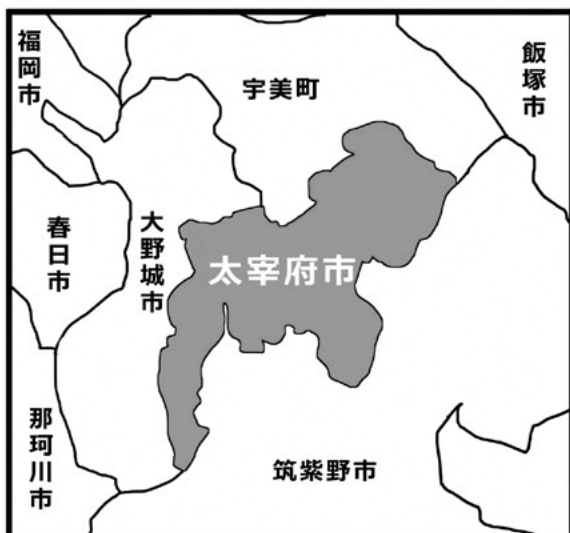 福岡市
宇美町
飯塚市
春日市
大野城市
太宰府市
那珂川市
筑紫野市